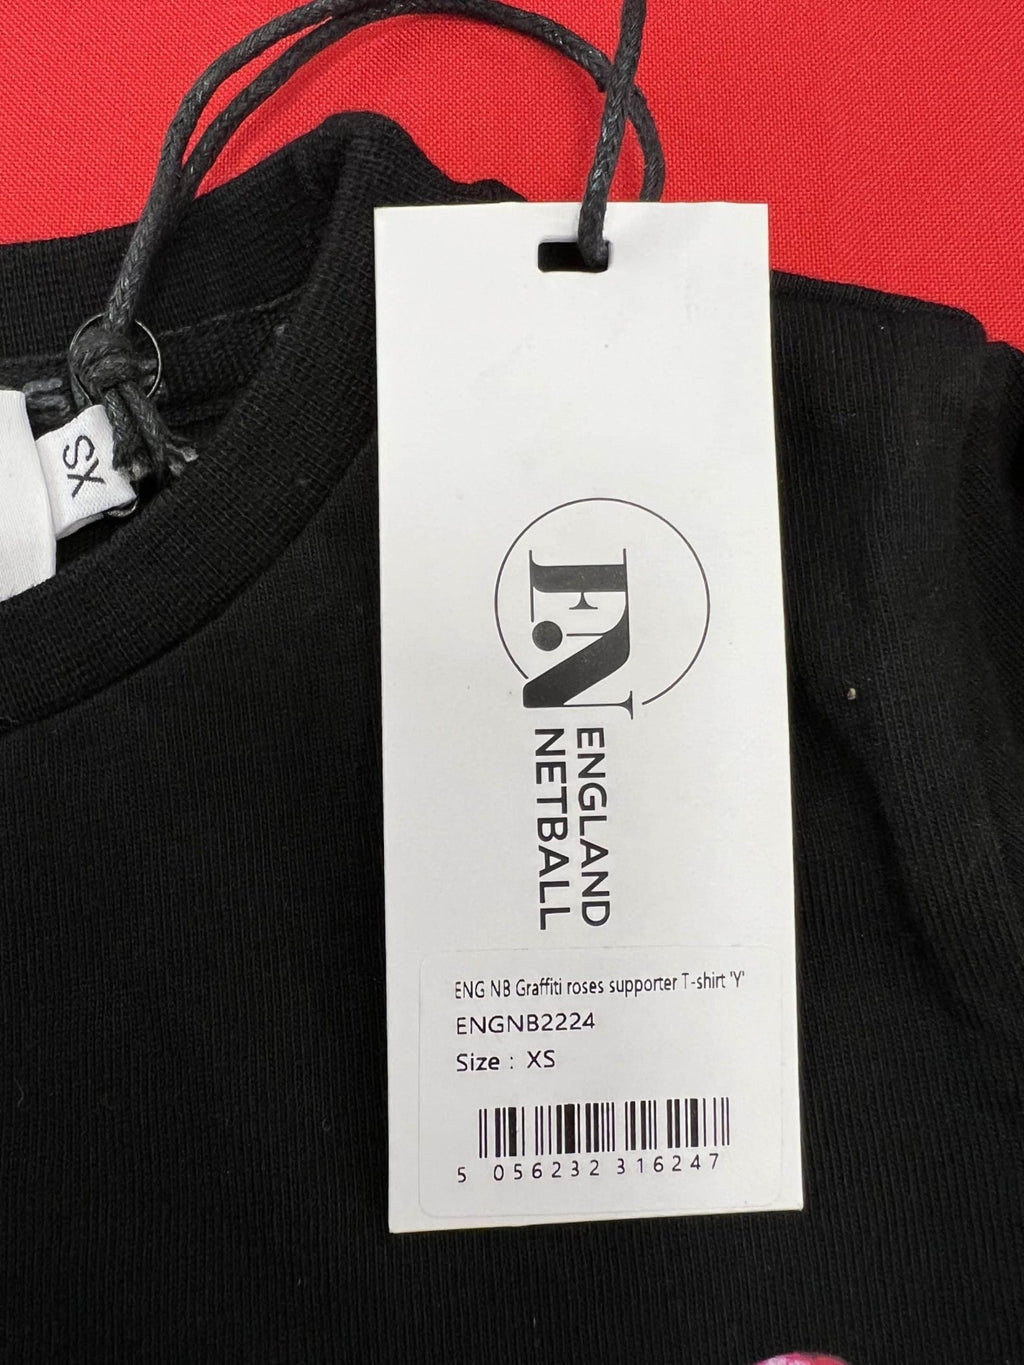 XS
EN
ENGLAND
NETBALL
ENG NB Graffiti roses supporter T-shirt 'Y'
ENGNB2224
Size : XS
5 056232 316247